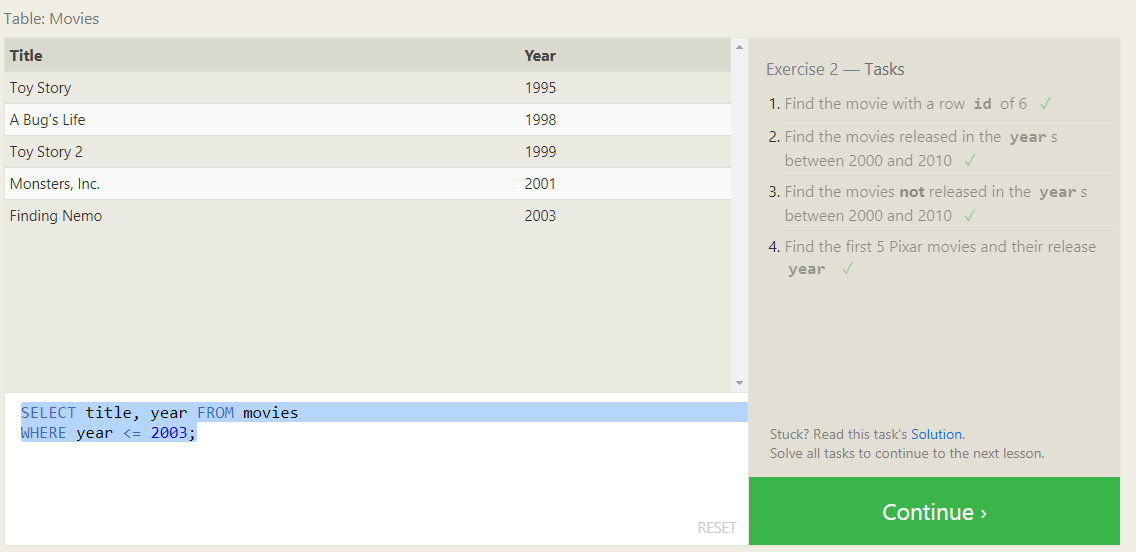 Table: Movies
Title Year
Toy Story 1995
A Bug's Life 1998
Toy Story 2 1999
Monsters, Inc. 2001
Finding Nemo 2003
SELECT title, year FROM movies
WHERE year <= 2003;
RESET
Exercise 2 — Tasks
1. Find the movie with a row id of 6 ✓
2. Find the movies released in the year s
between 2000 and 2010 ✓
3. Find the movies not released in the year s
between 2000 and 2010 ✓
4. Find the first 5 Pixar movies and their release
year ✓
Stuck? Read this task's Solution.
Solve all tasks to continue to the next lesson.
Continue ›